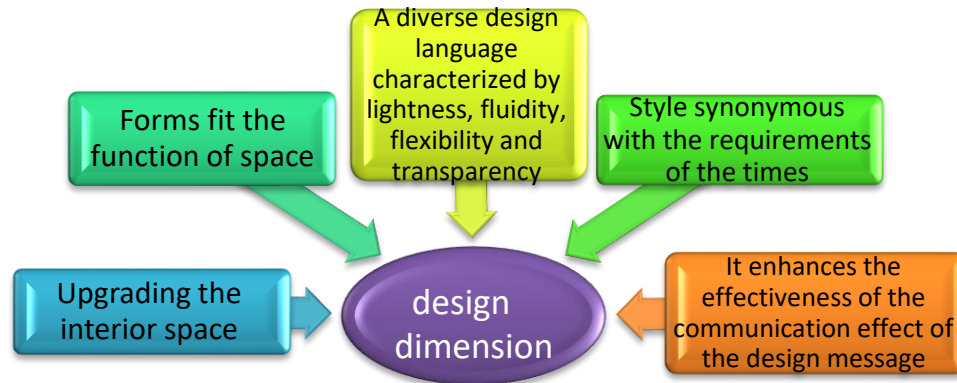 A diverse design
language
characterized by
lightness, fluidity,
flexibility and
transparency
Forms fit the
function of space
Style synonymous
with the requirements
of the times
Upgrading the
interior space
design
dimension
It enhances the
effectiveness of the
communication effect of
the design message